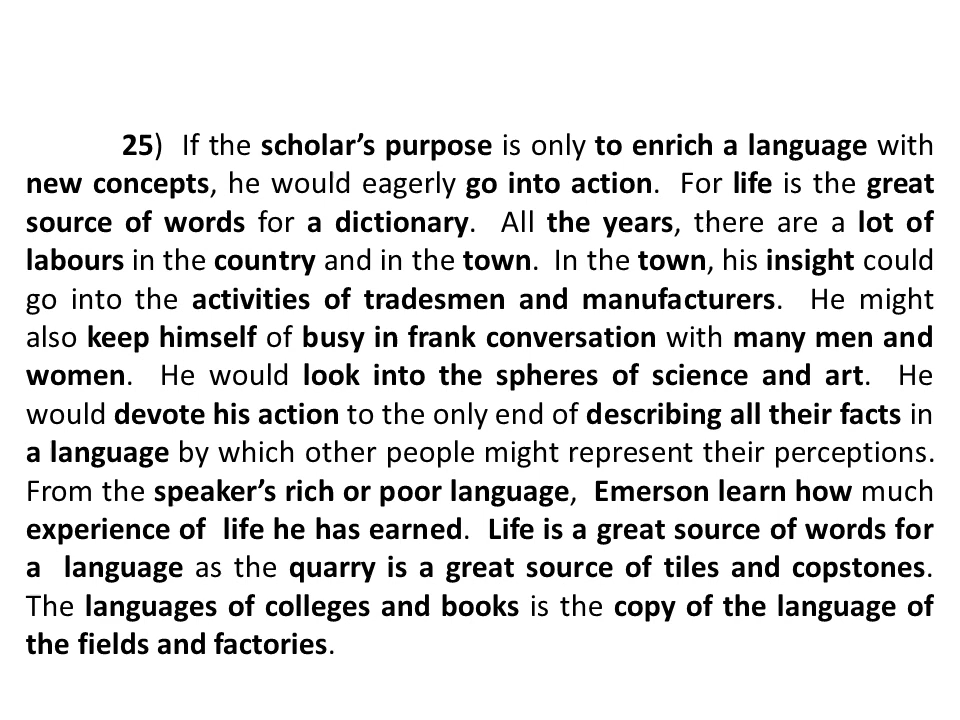 25) If the scholar’s purpose is only to enrich a language with
new concepts, he would eagerly go into action. For life is the great
source of words for a dictionary. All the years, there are a lot of
labours in the country and in the town. In the town, his insight could
go into the activities of tradesmen and manufacturers. He might
also keep himself of busy in frank conversation with many men and
women. He would look into the spheres of science and art. He
would devote his action to the only end of describing all their facts in
a language by which other people might represent their perceptions.
From the speaker’s rich or poor language, Emerson learn how much
experience of life he has earned. Life is a great source of words for
a language as the quarry is a great source of tiles and copstones.
The languages of colleges and books is the copy of the language of
the fields and factories.